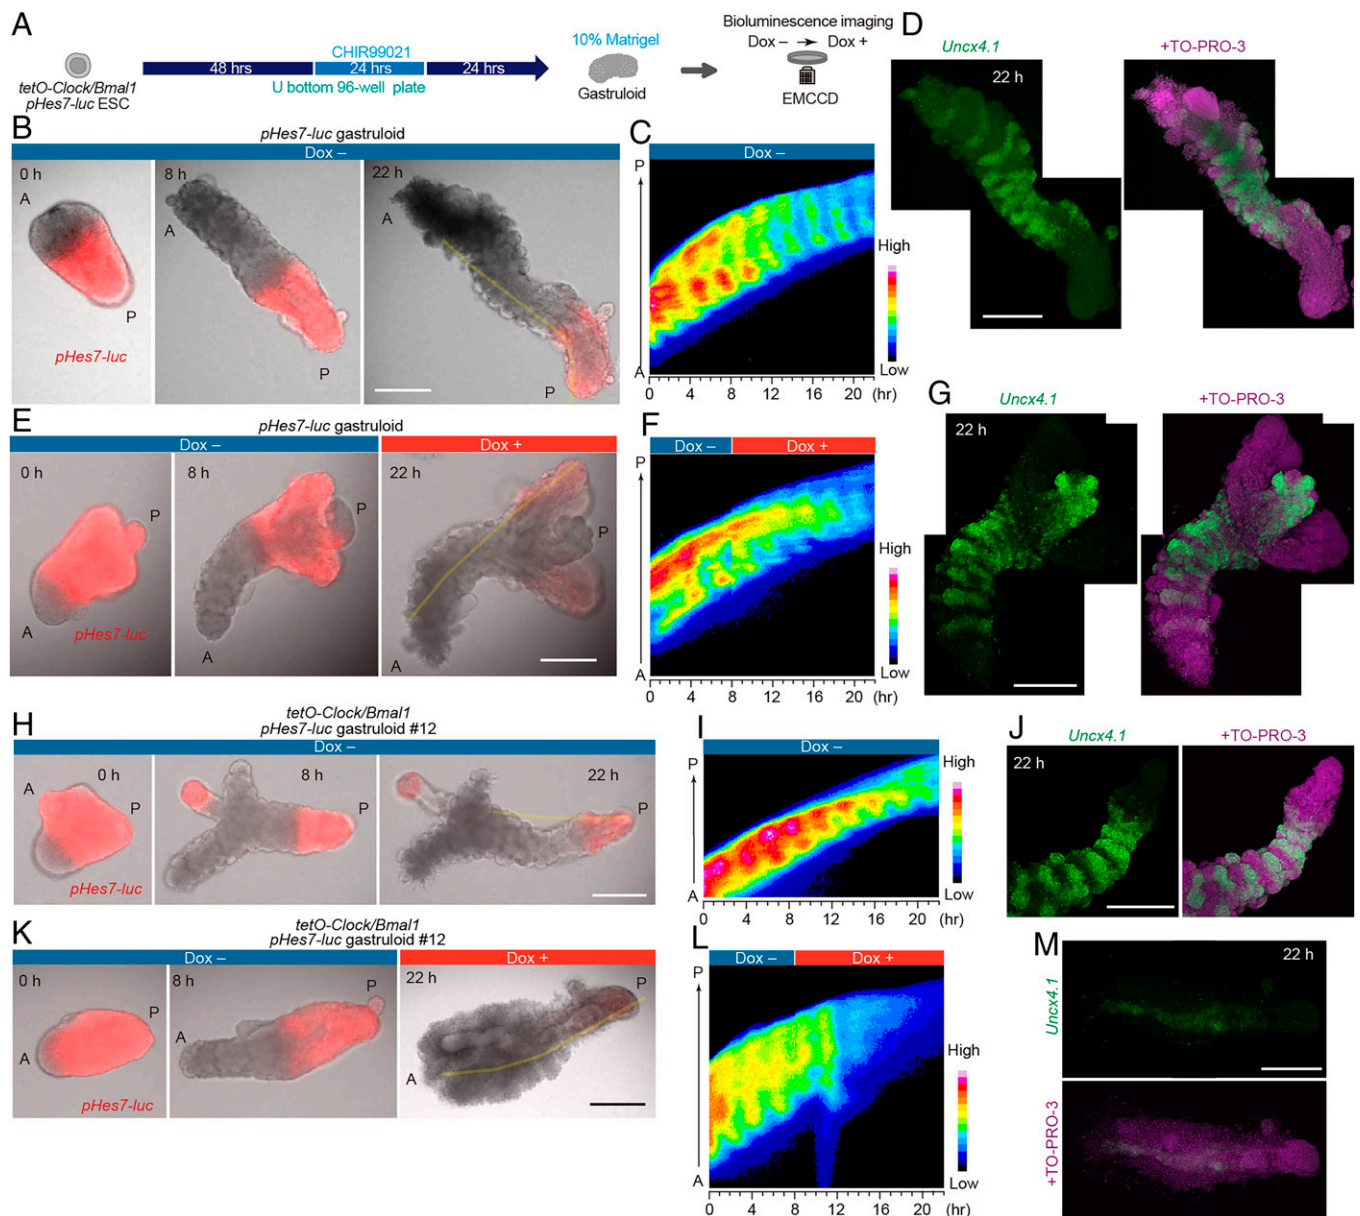 A
CHIR99021
48 hrs
24 hrs
24 hrs
tetO-Clock/Bmal1
pHes7-luc ESC
U bottom 96-well plate
10% Matrigel
Gastruloid
Bioluminescence imaging
Dox – → Dox +
EMCCD
B
pHes7-luc gastruloid
Dox –
0 h
A
P
pHes7-luc
8 h
A
P
22 h
A
P
C
Dox –
P
A
High
Low
0 4 8 12 16 20 (hr)
D
Uncx4.1
+TO-PRO-3
22 h
E
pHes7-luc gastruloid
Dox –
Dox +
0 h
P
A
pHes7-luc
8 h
P
A
22 h
P
A
F
Dox –
Dox +
P
A
High
Low
0 4 8 12 16 20 (hr)
G
Uncx4.1
+TO-PRO-3
22 h
H
tetO-Clock/Bmal1
pHes7-luc gastruloid #12
Dox –
0 h
A
P
pHes7-luc
8 h
P
22 h
P
I
Dox –
P
A
High
Low
0 4 8 12 16 20 (hr)
J
Uncx4.1
+TO-PRO-3
22 h
K
tetO-Clock/Bmal1
pHes7-luc gastruloid #12
Dox –
Dox +
0 h
P
A
pHes7-luc
8 h
P
A
22 h
P
A
L
Dox –
Dox +
P
A
High
Low
0 4 8 12 16 20 (hr)
M
22 h
Uncx4.1
+TO-PRO-3